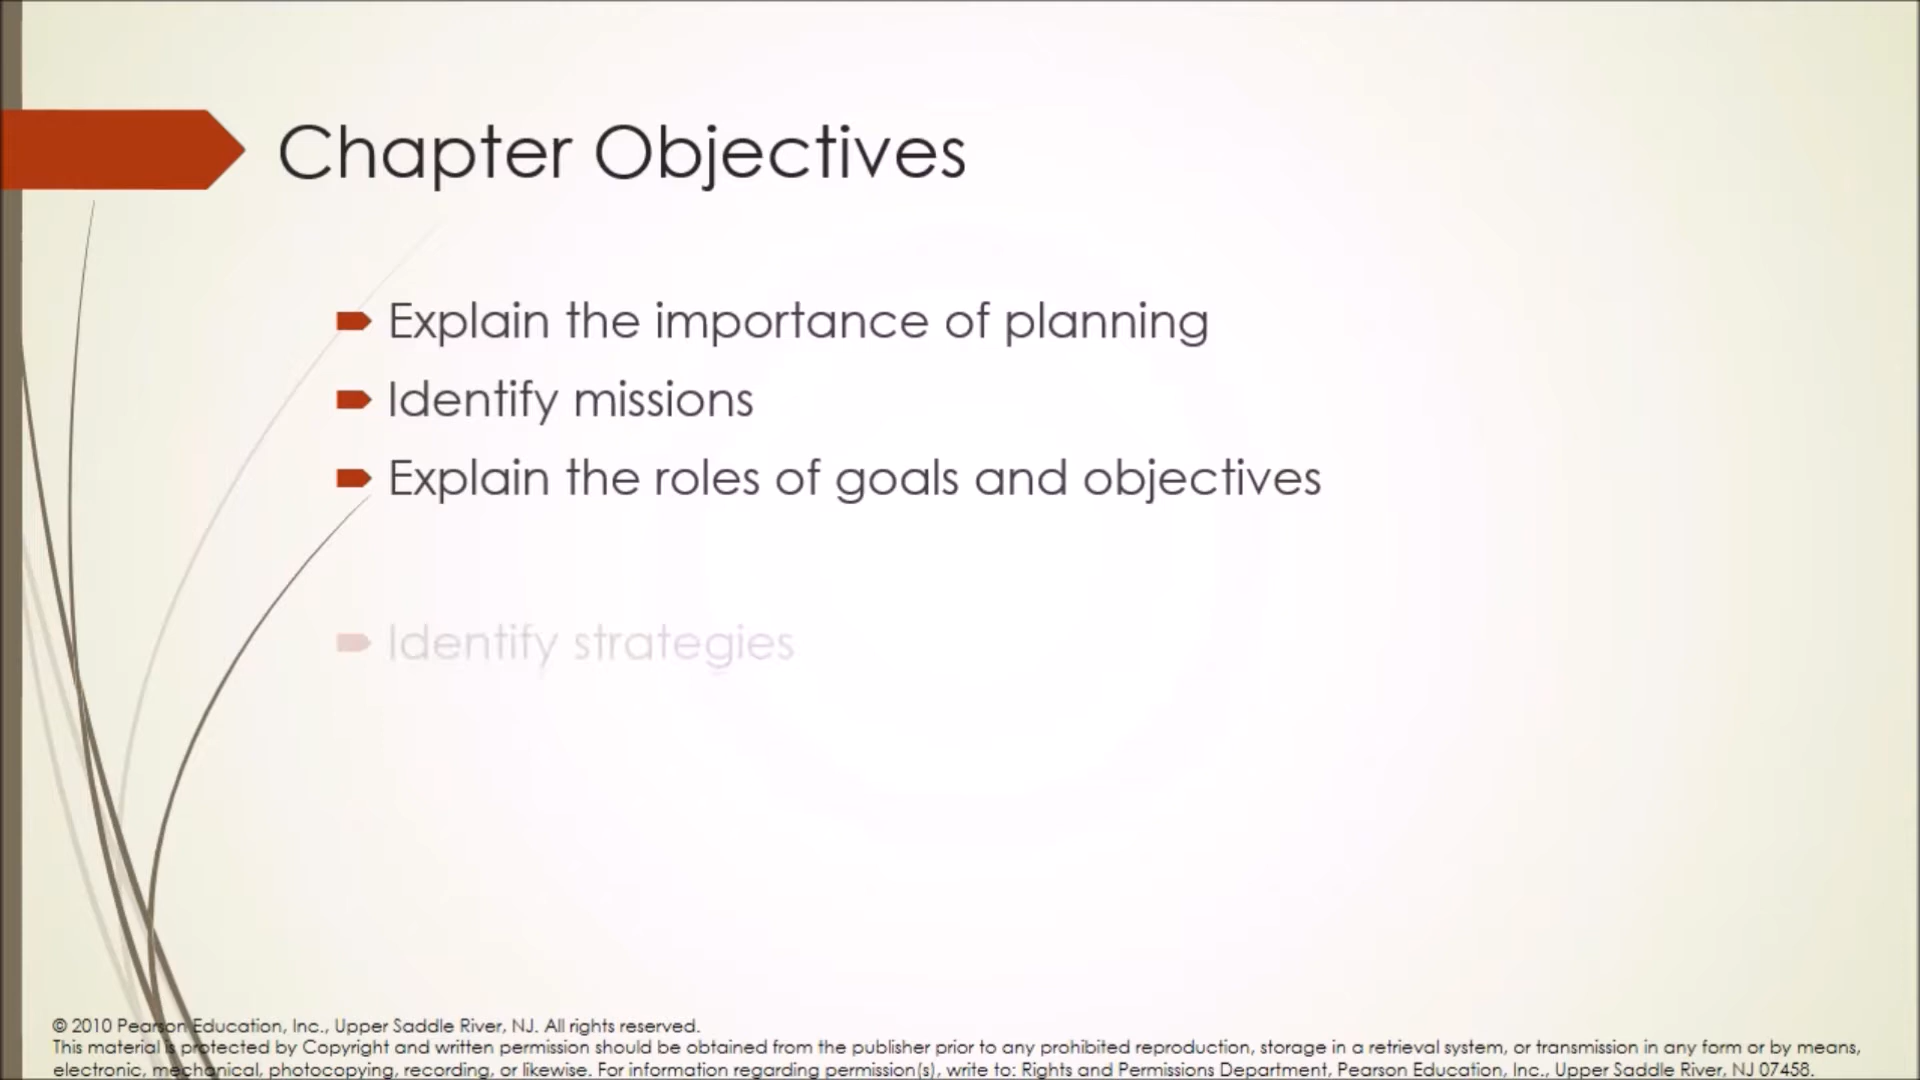 Chapter Objectives
Explain the importance of planning
Identify missions
Explain the roles of goals and objectives
Identify strategies
© 2010 Pearson Education, Inc., Upper Saddle River, NJ. All rights reserved.
This material is protected by Copyright and written permission should be obtained from the publisher prior to any prohibited reproduction, storage in a retrieval system, or transmission in any form or by means,
electronic, mechanical, photocopying, recording, or likewise. For information regarding permission(s), write to: Rights and Permissions Department, Pearson Education, Inc., Upper Saddle River, NJ 07458.